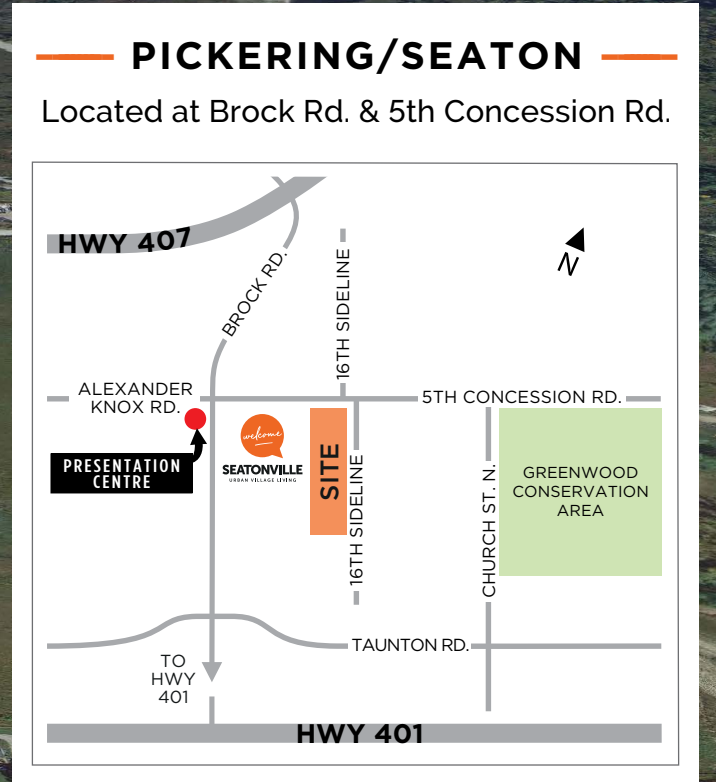 PICKERING/SEATON
Located at Brock Rd. & 5th Concession Rd.
HWY 407
BROCK RD.
16TH SIDELINE
N
ALEXANDER
KNOX RD.
5TH CONCESSION RD.
PRESENTATION
CENTRE
welcome
SEATONVILLE
URBAN VILLAGE LIVING
SITE
16TH SIDELINE
CHURCH ST. N.
GREENWOOD
CONSERVATION
AREA
TAUNTON RD.
TO
HWY
401
HWY 401